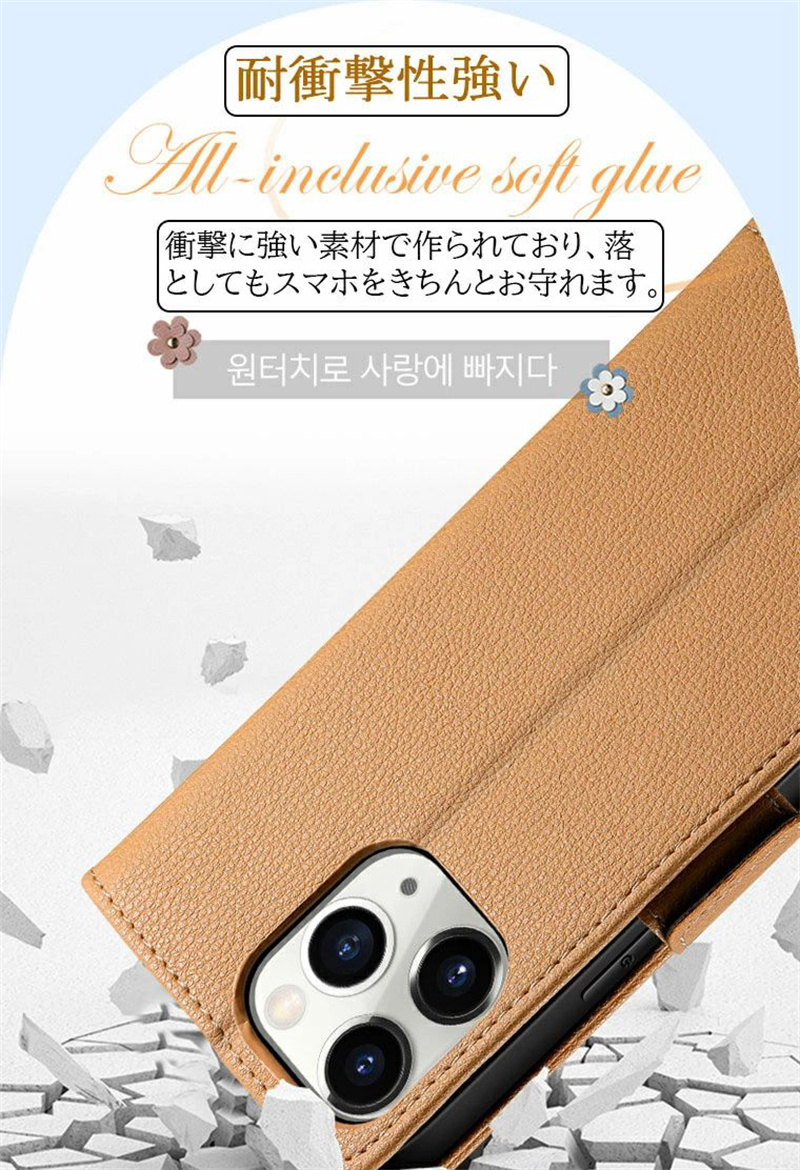 耐衝撃性強い
All-inclusive soft glue
衝撃に強い素材で作られており、落
としてもスマホをきちんとお守れます。
원터치로 사랑에 빠지다